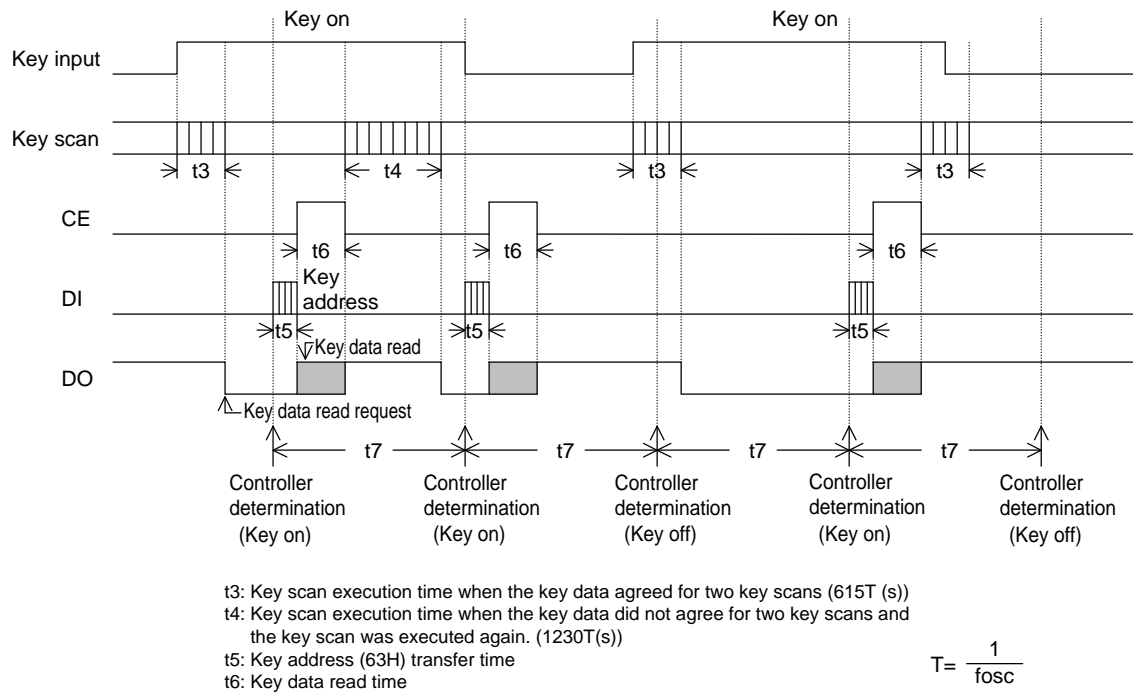 Key on Key on
Key input
Key scan
t3 t4 t3 t3
CE
t6 t6 t6
Key
address
DI
t5 t5 t5
Key data read
DO
Key data read request
t7 t7 t7 t7
Controller Controller Controller Controller Controller
determination determination determination determination determination
(Key on) (Key on) (Key off) (Key on) (Key off)
t3: Key scan execution time when the key data agreed for two key scans (615T (s))
t4: Key scan execution time when the key data did not agree for two key scans and
the key scan was executed again. (1230T(s))
t5: Key address (63H) transfer time
t6: Key data read time
T= 1
fosc